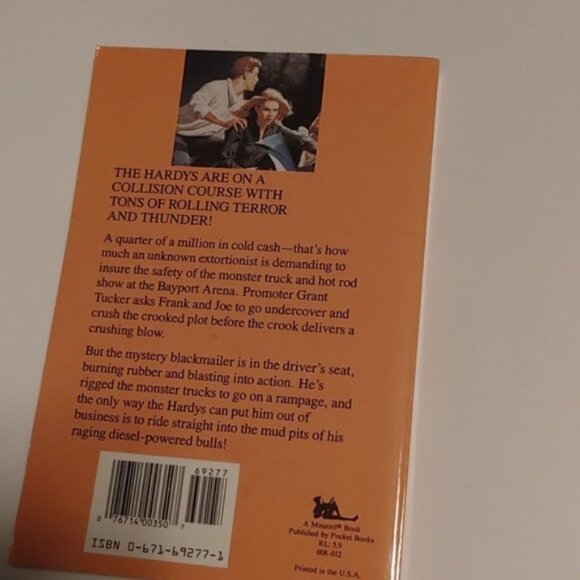 THE HARDYS ARE ON A
COLLISION COURSE WITH
TONS OF ROLLING TERROR
AND THUNDER!
A quarter of a million in cold cash—that's how
much an unknown extortionist is demanding to
insure the safety of the monster truck and hot rod
show at the Bayport Arena. Promoter Grant
Tucker asks Frank and Joe to go undercover and
crush the crooked plot before the crook delivers a
crushing blow.
But the mystery blackmailer is in the driver's seat,
burning rubber and blasting into action. He's
rigged the monster trucks to go on a rampage, and
the only way the Hardys can put him out of
business is to ride straight into the mud pits of his
raging diesel-powered bulls!
69277
0 76714 00350 7
ISBN 0-671-69277-1
A Minstrel® Book
Published by Pocket Books
RL: 5.9
008-012
Printed in the U.S.A.